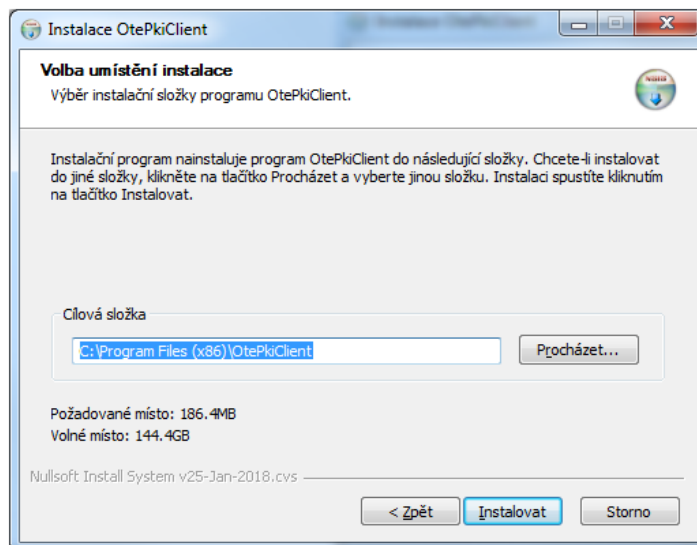 Instalace OtePkiClient
Volba umístění instalace
Výběr instalační složky programu OtePkiClient.
Instalační program nainstaluje program OtePkiClient do následující složky. Chcete-li instalovat
do jiné složky, klikněte na tlačítko Procházet a vyberte jinou složku. Instalaci spustíte kliknutím
na tlačítko Instalovat.
Cílová složka
C:\Program Files (x86)\OtePkiClient
Procházet...
Požadované místo: 186.4MB
Volné místo: 144.4GB
Nullsoft Install System v25-Jan-2018.cvs
< Zpět
Instalovat
Storno